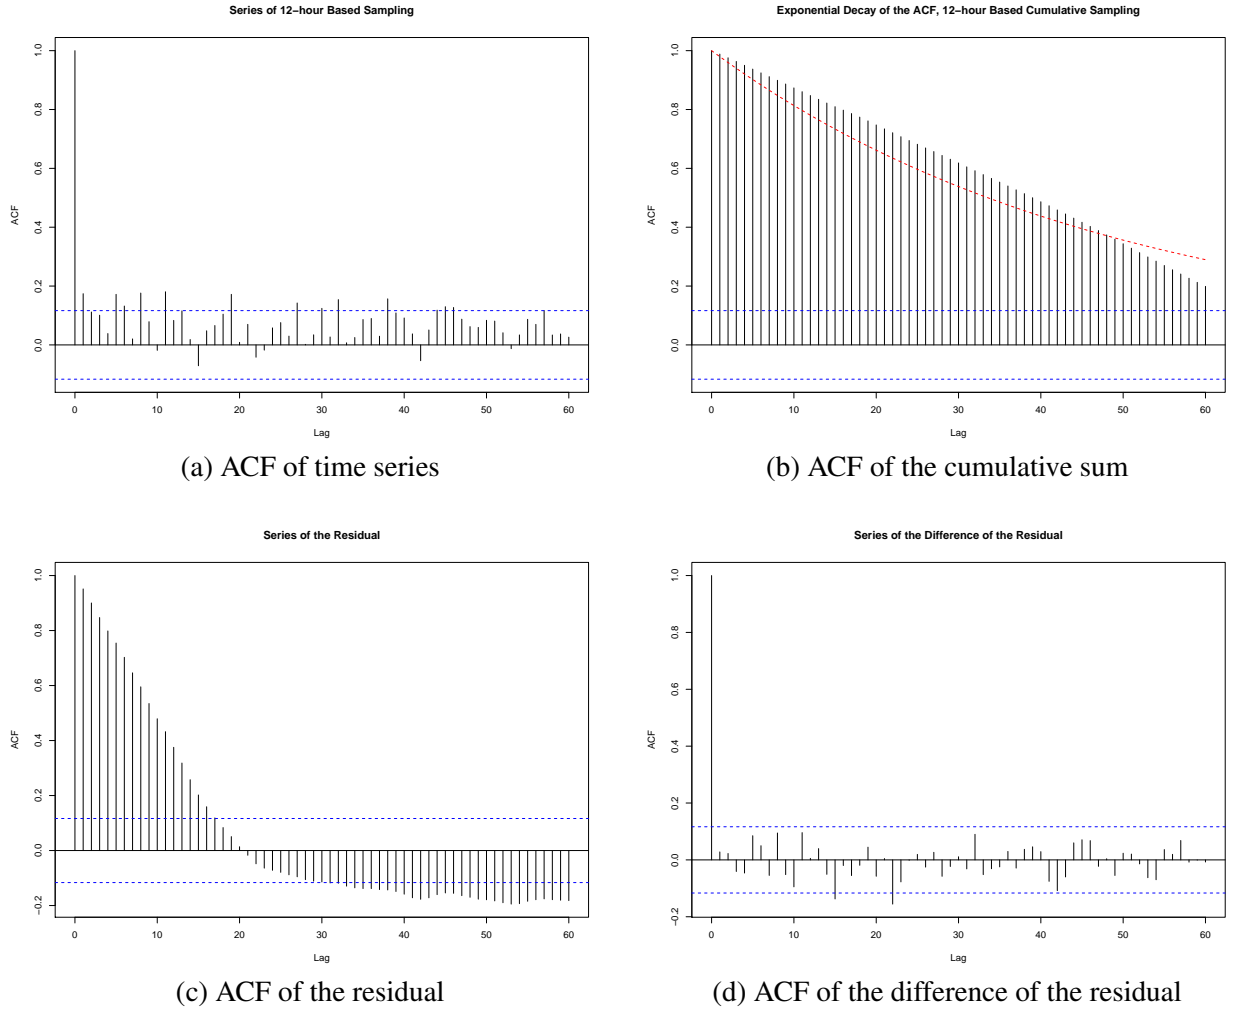 Series of 12−hour Based Sampling
ACF
1.0
0.8
0.6
0.4
0.2
0.0
0 10 20 30 40 50 60
Lag
(a) ACF of time series
Exponential Decay of the ACF, 12−hour Based Cumulative Sampling
ACF
1.0
0.8
0.6
0.4
0.2
0.0
0 10 20 30 40 50 60
Lag
(b) ACF of the cumulative sum
Series of the Residual
ACF
1.0
0.8
0.6
0.4
0.2
0.0
−0.2
0 10 20 30 40 50 60
Lag
(c) ACF of the residual
Series of the Difference of the Residual
ACF
1.0
0.8
0.6
0.4
0.2
0.0
−0.2
0 10 20 30 40 50 60
Lag
(d) ACF of the difference of the residual